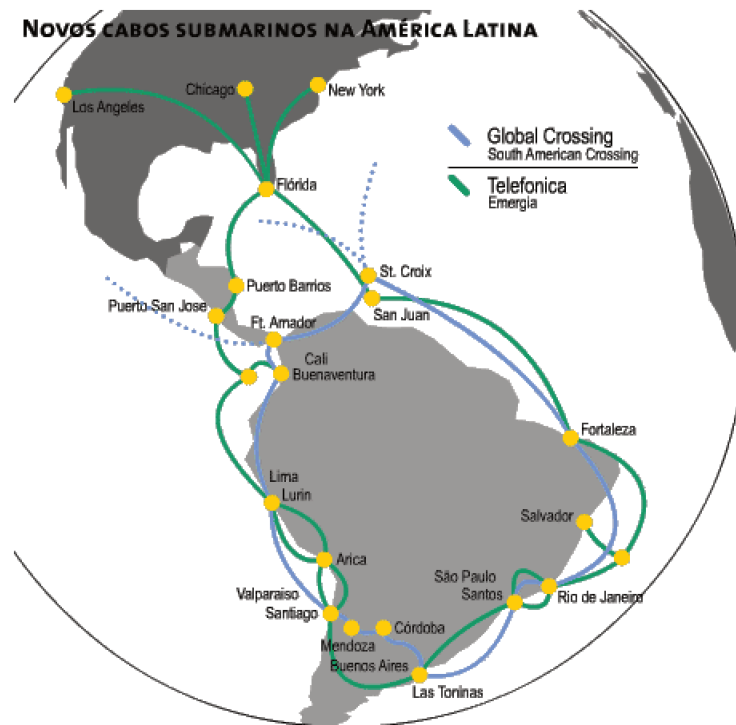 NOVOS CABOS SUBMARINOS NA AMÉRICA LATINA
Chicago
New York
Los Angeles
Global Crossing
South American Crossing
Telefonica
Emergia
Flórida
St. Croix
Puerto Barrios
San Juan
Puerto San Jose
Ft. Amador
Cali
Buenaventura
Fortaleza
Lima
Lurin
Salvador
Arica
São Paulo
Santos
Rio de Janeiro
Valparaiso
Santiago
Córdoba
Mendoza
Buenos Aires
Las Toninas